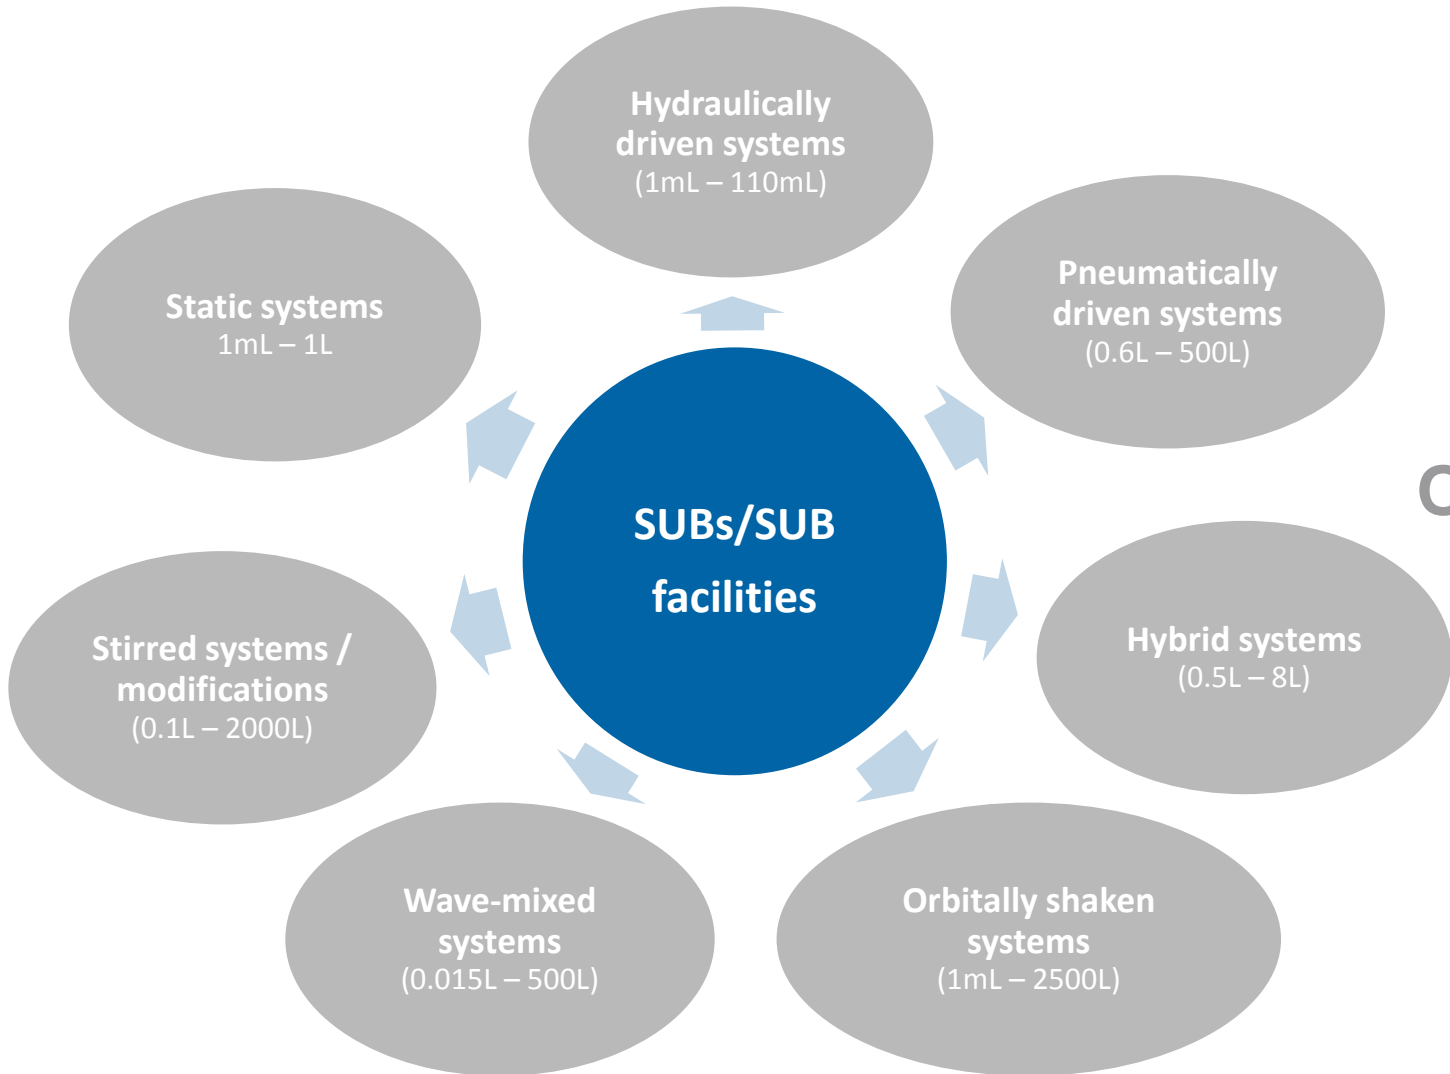 Hydraulically
driven systems
(1mL – 110mL)
Static systems
1mL – 1L
Pneumatically
driven systems
(0.6L – 500L)
SUBs/SUB
facilities
Stirred systems /
modifications
(0.1L – 2000L)
Hybrid systems
(0.5L – 8L)
Wave-mixed
systems
(0.015L – 500L)
Orbitally shaken
systems
(1mL – 2500L)